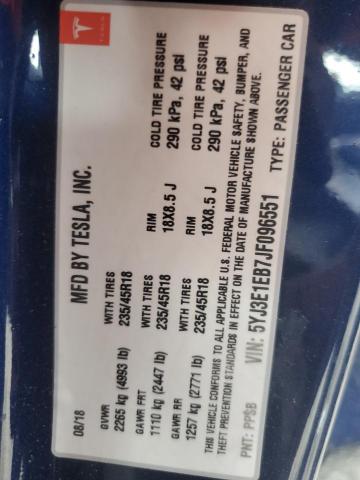 TESLA
MFD BY TESLA, INC.
08/18
GVWR
2265 kg (4993 lb)
GAWR FRT WITH TIRES RIM COLD TIRE PRESSURE
1110 kg (2447 lb) 235/45R18 18X8.5 J 290 kPa, 42 psi
GAWR RR WITH TIRES RIM COLD TIRE PRESSURE
1257 kg (2771 lb) 235/45R18 18X8.5 J 290 kPa, 42 psi
THIS VEHICLE CONFORMS TO ALL APPLICABLE U.S. FEDERAL MOTOR VEHICLE SAFETY, BUMPER, AND
THEFT PREVENTION STANDARDS IN EFFECT ON THE DATE OF MANUFACTURE SHOWN ABOVE.
PNT: PPSB VIN: 5YJ3E1EB7JF096551 TYPE: PASSENGER CAR